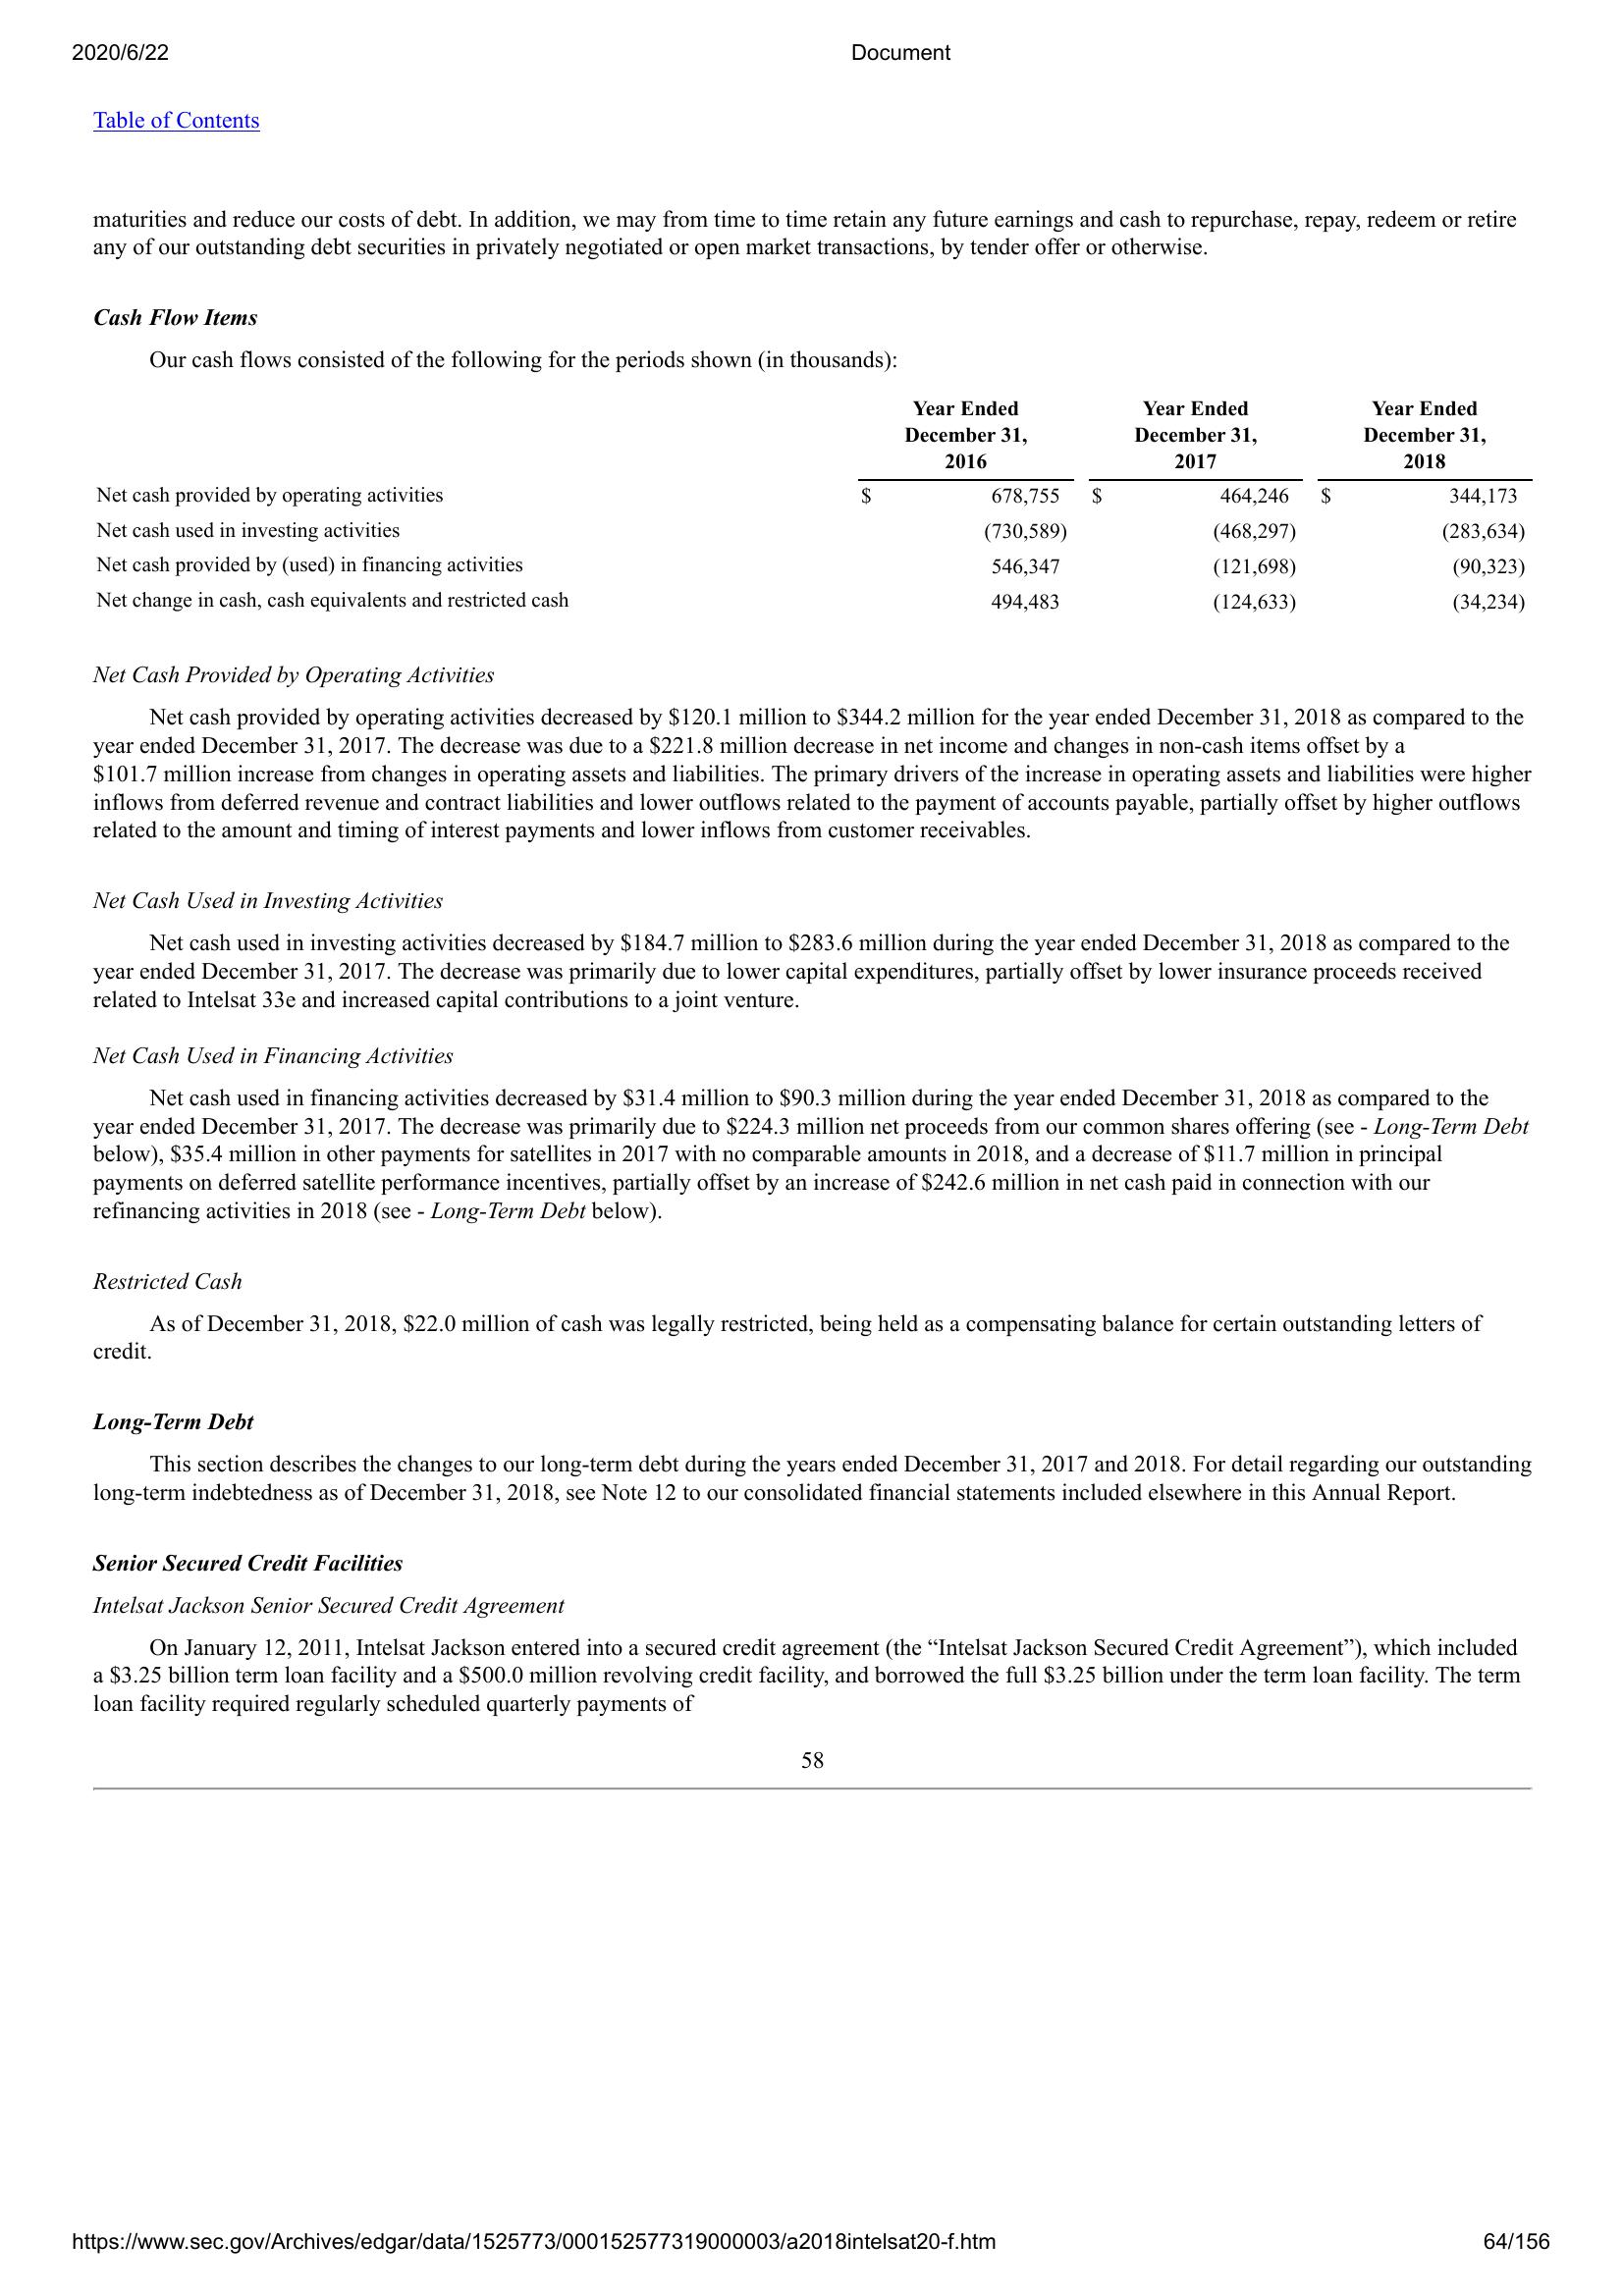 2020/6/22 Document
Table of Contents
maturities and reduce our costs of debt. In addition, we may from time to time retain any future earnings and cash to repurchase, repay, redeem or retire
any of our outstanding debt securities in privately negotiated or open market transactions, by tender offer or otherwise.
Cash Flow Items
Our cash flows consisted of the following for the periods shown (in thousands):
Year Ended Year Ended Year Ended
December 31, December 31, December 31,
2016 2017 2018
Net cash provided by operating activities $ 678,755 $ 464,246 $ 344,173
Net cash used in investing activities (730,589) (468,297) (283,634)
Net cash provided by (used) in financing activities 546,347 (121,698) (90,323)
Net change in cash, cash equivalents and restricted cash 494,483 (124,633) (34,234)
Net Cash Provided by Operating Activities
Net cash provided by operating activities decreased by $120.1 million to $344.2 million for the year ended December 31, 2018 as compared to the
year ended December 31, 2017. The decrease was due to a $221.8 million decrease in net income and changes in non-cash items offset by a
$101.7 million increase from changes in operating assets and liabilities. The primary drivers of the increase in operating assets and liabilities were higher
inflows from deferred revenue and contract liabilities and lower outflows related to the payment of accounts payable, partially offset by higher outflows
related to the amount and timing of interest payments and lower inflows from customer receivables.
Net Cash Used in Investing Activities
Net cash used in investing activities decreased by $184.7 million to $283.6 million during the year ended December 31, 2018 as compared to the
year ended December 31, 2017. The decrease was primarily due to lower capital expenditures, partially offset by lower insurance proceeds received
related to Intelsat 33e and increased capital contributions to a joint venture.
Net Cash Used in Financing Activities
Net cash used in financing activities decreased by $31.4 million to $90.3 million during the year ended December 31, 2018 as compared to the
year ended December 31, 2017. The decrease was primarily due to $224.3 million net proceeds from our common shares offering (see - Long-Term Debt
below), $35.4 million in other payments for satellites in 2017 with no comparable amounts in 2018, and a decrease of $11.7 million in principal
payments on deferred satellite performance incentives, partially offset by an increase of $242.6 million in net cash paid in connection with our
refinancing activities in 2018 (see - Long-Term Debt below).
Restricted Cash
As of December 31, 2018, $22.0 million of cash was legally restricted, being held as a compensating balance for certain outstanding letters of
credit.
Long-Term Debt
This section describes the changes to our long-term debt during the years ended December 31, 2017 and 2018. For detail regarding our outstanding
long-term indebtedness as of December 31, 2018, see Note 12 to our consolidated financial statements included elsewhere in this Annual Report.
Senior Secured Credit Facilities
Intelsat Jackson Senior Secured Credit Agreement
On January 12, 2011, Intelsat Jackson entered into a secured credit agreement (the “Intelsat Jackson Secured Credit Agreement”), which included
a $3.25 billion term loan facility and a $500.0 million revolving credit facility, and borrowed the full $3.25 billion under the term loan facility. The term
loan facility required regularly scheduled quarterly payments of
58
https://www.sec.gov/Archives/edgar/data/1525773/000152577319000003/a2018intelsat20-f.htm 64/156